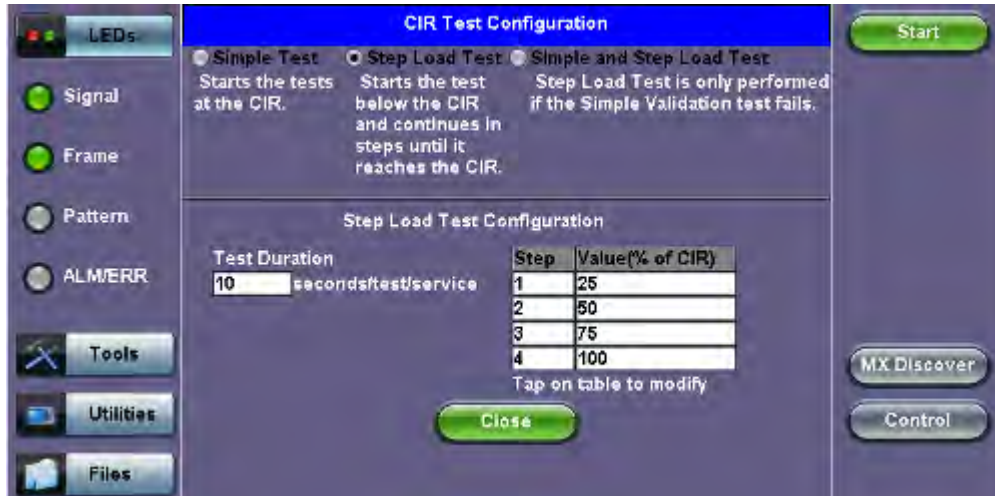 LEDs
Signal
Frame
Pattern
ALM/ERR
Tools
Utilities
Files
CIR Test Configuration
Simple Test
Starts the tests
at the CIR.
Step Load Test
Starts the test
below the CIR
and continues in
steps until it
reaches the CIR.
Simple and Step Load Test
Step Load Test is only performed
if the Simple Validation test fails.
Step Load Test Configuration
Test Duration
10 seconds/test/service
Step Value(% of CIR)
1 25
2 50
3 75
4 100
Tap on table to modify
Close
Start
MX Discover
Control